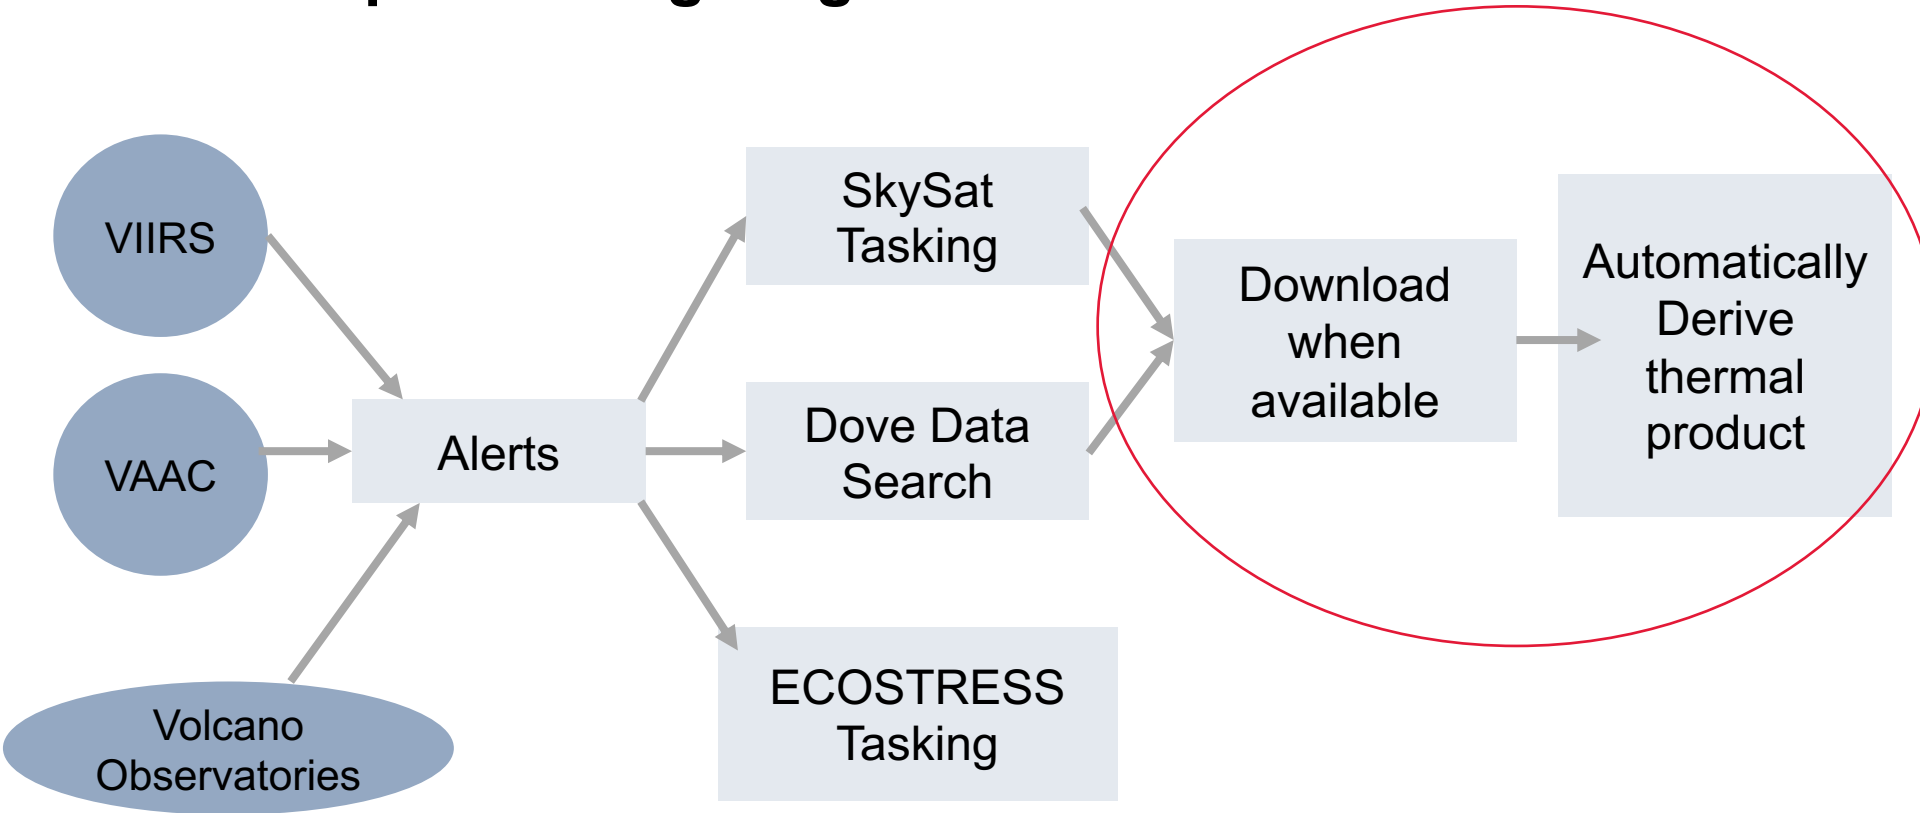 VIIRS
VAAC
Volcano
Observatories
Alerts
SkySat
Tasking
Dove Data
Search
ECOSTRESS
Tasking
Download
when
available
Automatically
Derive
thermal
product